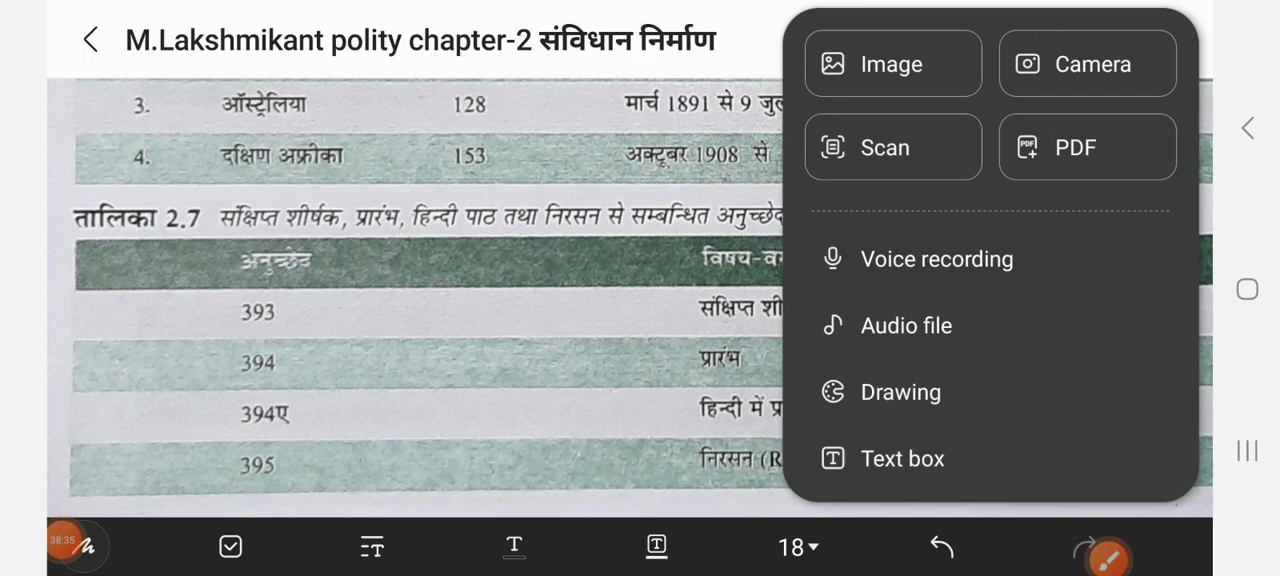 M.Lakshmikant polity chapter-2 संविधान निर्माण
Image
Camera
Scan
PDF
Voice recording
Audio file
Drawing
Text box
3. ऑस्ट्रेलिया 128 मार्च 1891 से 9
4. दक्षिण अफ्रीका 153 अक्टूबर 1908 से
तालिका 2.7 संक्षिप्त शीर्षक, प्रारंभ, हिन्दी पाठ तथा निरसन से सम्बन्धित अनुच्छेद
अनुच्छेद विषय-व
393 संक्षिप्त शी
394 प्रारंभ
394ए हिन्दी में प्र
395 निरसन (R
38:35
T
T
T
18